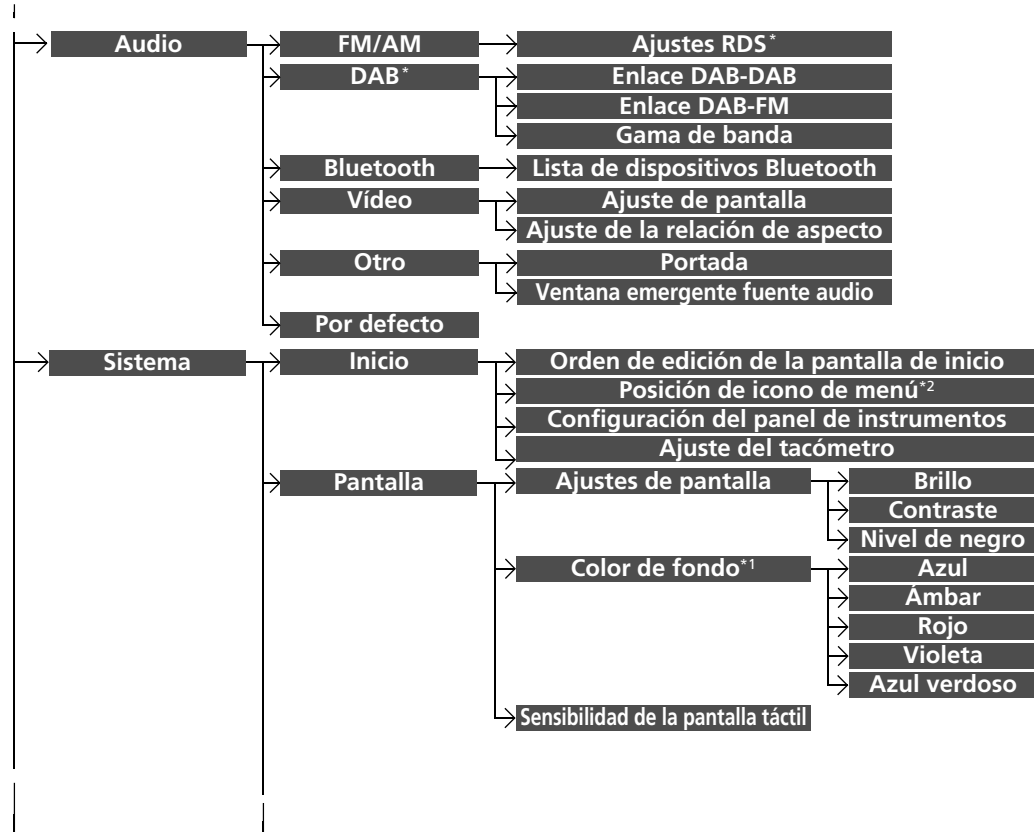 Audio
FM/AM
Ajustes RDS*
DAB*
Enlace DAB-DAB
Enlace DAB-FM
Gama de banda
Bluetooth
Lista de dispositivos Bluetooth
Vídeo
Ajuste de pantalla
Ajuste de la relación de aspecto
Otro
Portada
Ventana emergente fuente audio
Por defecto
Sistema
Inicio
Orden de edición de la pantalla de inicio
Posición de icono de menú*2
Configuración del panel de instrumentos
Ajuste del tacómetro
Pantalla
Ajustes de pantalla
Brillo
Contraste
Nivel de negro
Color de fondo*1
Azul
Ámbar
Rojo
Violeta
Azul verdoso
Sensibilidad de la pantalla táctil